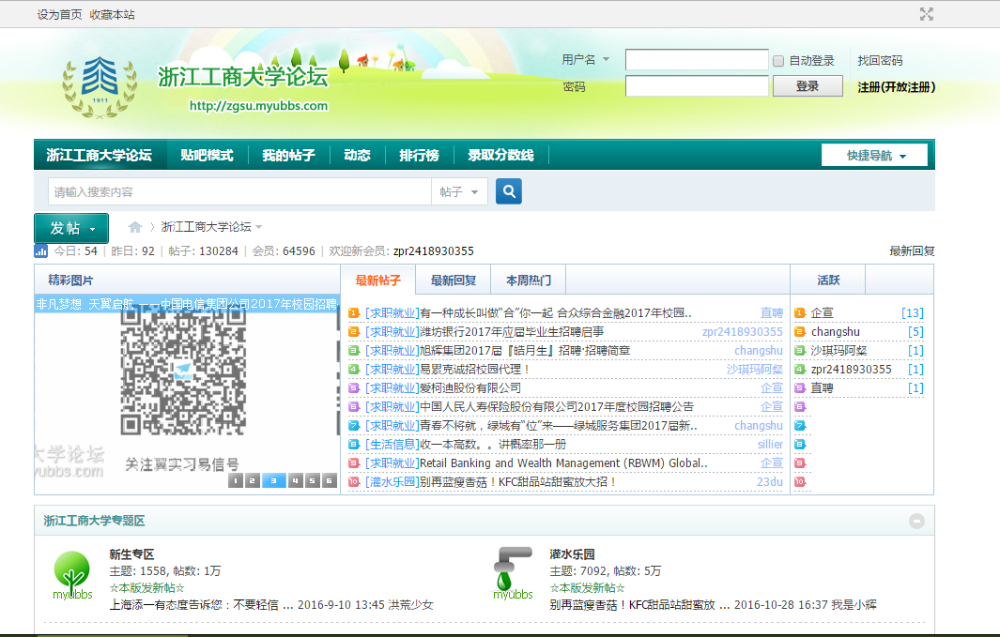 设为首页 收藏本站
1911
浙江工商大学论坛
http://zgsu.myubbs.com
用户名 自动登录 找回密码
密码 登录 注册(开放注册)
浙江工商大学论坛 贴吧模式 我的帖子 动态 排行榜 录取分数线 快捷导航
请输入搜索内容 帖子
发帖 浙江工商大学论坛
今日: 54 | 昨日: 92 | 帖子: 130284 | 会员: 64596 | 欢迎新会员: zpr2418930355 最新回复
精彩图片 最新帖子 最新回复 本周热门 活跃
非凡梦想 天翼启航——中国电信集团公司2017年校园招聘
大学论坛
yubbs.com
关注翼实习易信号
1 2 3 4 5 6
1 [求职就业]有一种成长叫做“合”你一起 合众综合金融2017年校园.. 直聘
2 [求职就业]潍坊银行2017年应届毕业生招聘启事 zpr2418930355
3 [求职就业]旭辉集团2017届『皓月生』招聘·招聘简章 changshu
4 [求职就业]易累克诚招校园代理！ 沙琪玛阿粲
5 [求职就业]爱柯迪股份有限公司 企宣
6 [求职就业]中国人民人寿保险股份有限公司2017年度校园招聘公告 企宣
7 [求职就业]青春不将就，绿城有“位”来——绿城服务集团2017届新.. changshu
8 [生活信息]收一本高数。。讲概率那一册 sillier
9 [求职就业]Retail Banking and Wealth Management (RBWM) Global.. 企宣
10 [灌水乐园]别再蓝瘦香菇！KFC甜品站甜蜜放大招！ 23du
1 企宣 [13]
2 changshu [5]
3 沙琪玛阿粲 [1]
4 zpr2418930355 [1]
5 直聘 [1]
6
7
8
9
10
浙江工商大学专题区
myubbs
新生专区
主题: 1558, 帖数: 1万
☆本版发新帖☆
上海添一有态度告诉您：不要轻信 ... 2016-9-10 13:45 洪荒少女
myubbs
灌水乐园
主题: 7092, 帖数: 5万
☆本版发新帖☆
别再蓝瘦香菇！KFC甜品站甜蜜放 ... 2016-10-28 16:37 我是小辉